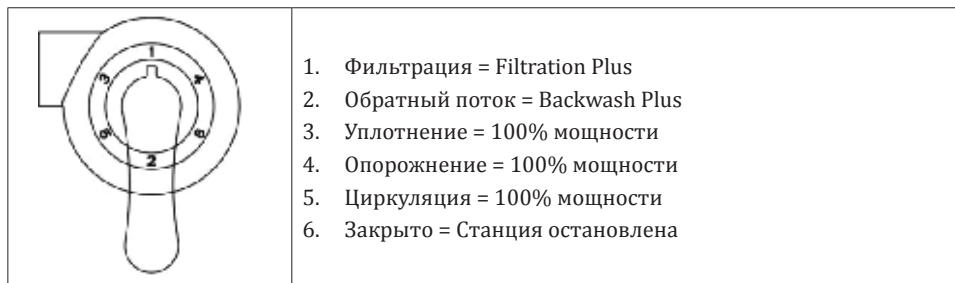 1
3
4
5
6
2
1. Фильтрация = Filtration Plus
2. Обратный поток = Backwash Plus
3. Уплотнение = 100% мощности
4. Опорожнение = 100% мощности
5. Циркуляция = 100% мощности
6. Закрыто = Станция остановлена